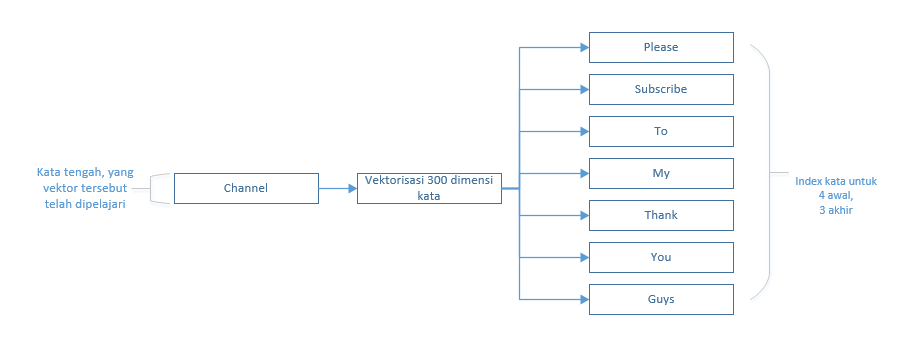 Kata tengah, yang
vektor tersebut
telah dipelajari
Channel
Vektorisasi 300 dimensi
kata
Please
Subscribe
To
My
Thank
You
Guys
Index kata untuk
4 awal,
3 akhir